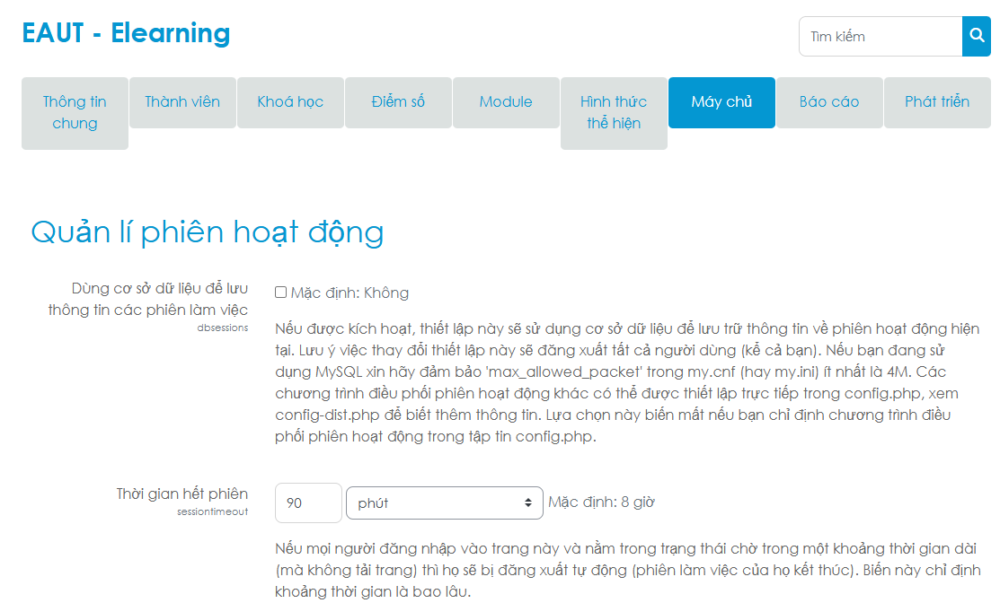 EAUT - Elearning
Tìm kiếm
Thông tin
chung
Thành viên
Khoá học
Điểm số
Module
Hình thức
thể hiện
Máy chủ
Báo cáo
Phát triển
Quản lí phiên hoạt động
Dùng cơ sở dữ liệu để lưu
thông tin các phiên làm việc
dbsessions
Mặc định: Không
Nếu được kích hoạt, thiết lập này sẽ sử dụng cơ sở dữ liệu để lưu trữ thông tin về phiên hoạt động hiện
tại. Lưu ý việc thay đổi thiết lập này sẽ đăng xuất tất cả người dùng (kể cả bạn). Nếu bạn đang sử
dụng MySQL xin hãy đảm bảo 'max_allowed_packet' trong my.cnf (hay my.ini) ít nhất là 4M. Các
chương trình điều phối phiên hoạt động khác có thể được thiết lập trực tiếp trong config.php, xem
config-dist.php để biết thêm thông tin. Lựa chọn này biến mất nếu bạn chỉ định chương trình điều
phối phiên hoạt động trong tập tin config.php.
Thời gian hết phiên
sessiontimeout
90
phút
Mặc định: 8 giờ
Nếu mọi người đăng nhập vào trang này và nằm trong trạng thái chờ trong một khoảng thời gian dài
(mà không tải trang) thì họ sẽ bị đăng xuất tự động (phiên làm việc của họ kết thúc). Biến này chỉ định
khoảng thời gian là bao lâu.